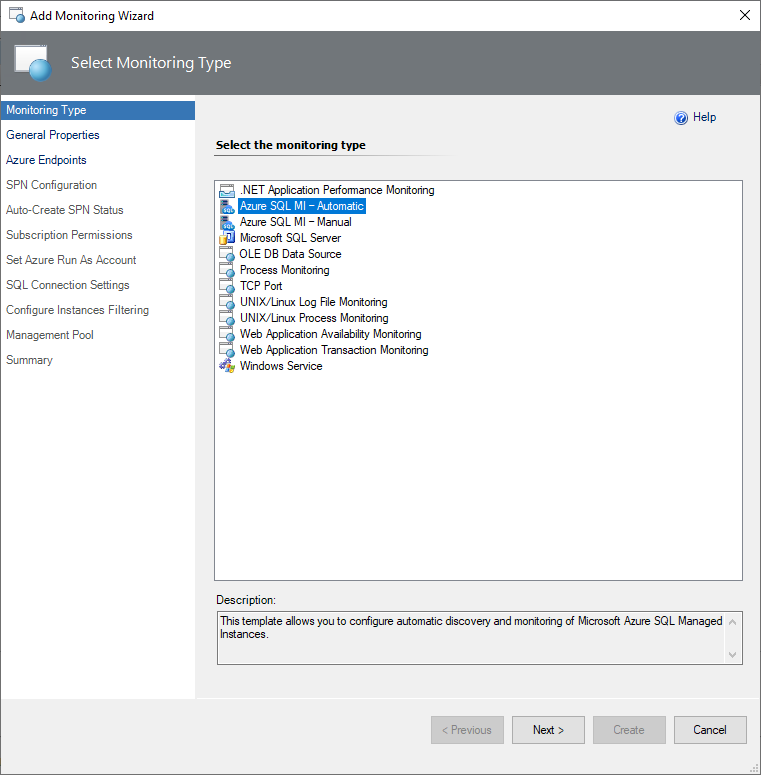 Add Monitoring Wizard
Select Monitoring Type
Monitoring Type
General Properties
Azure Endpoints
SPN Configuration
Auto-Create SPN Status
Subscription Permissions
Set Azure Run As Account
SQL Connection Settings
Configure Instances Filtering
Management Pool
Summary
Help
Select the monitoring type
.NET Application Performance Monitoring
Azure SQL MI - Automatic
Azure SQL MI - Manual
Microsoft SQL Server
OLE DB Data Source
Process Monitoring
TCP Port
UNIX/Linux Log File Monitoring
UNIX/Linux Process Monitoring
Web Application Availability Monitoring
Web Application Transaction Monitoring
Windows Service
Description:
This template allows you to configure automatic discovery and monitoring of Microsoft Azure SQL Managed
Instances.
< Previous
Next >
Create
Cancel